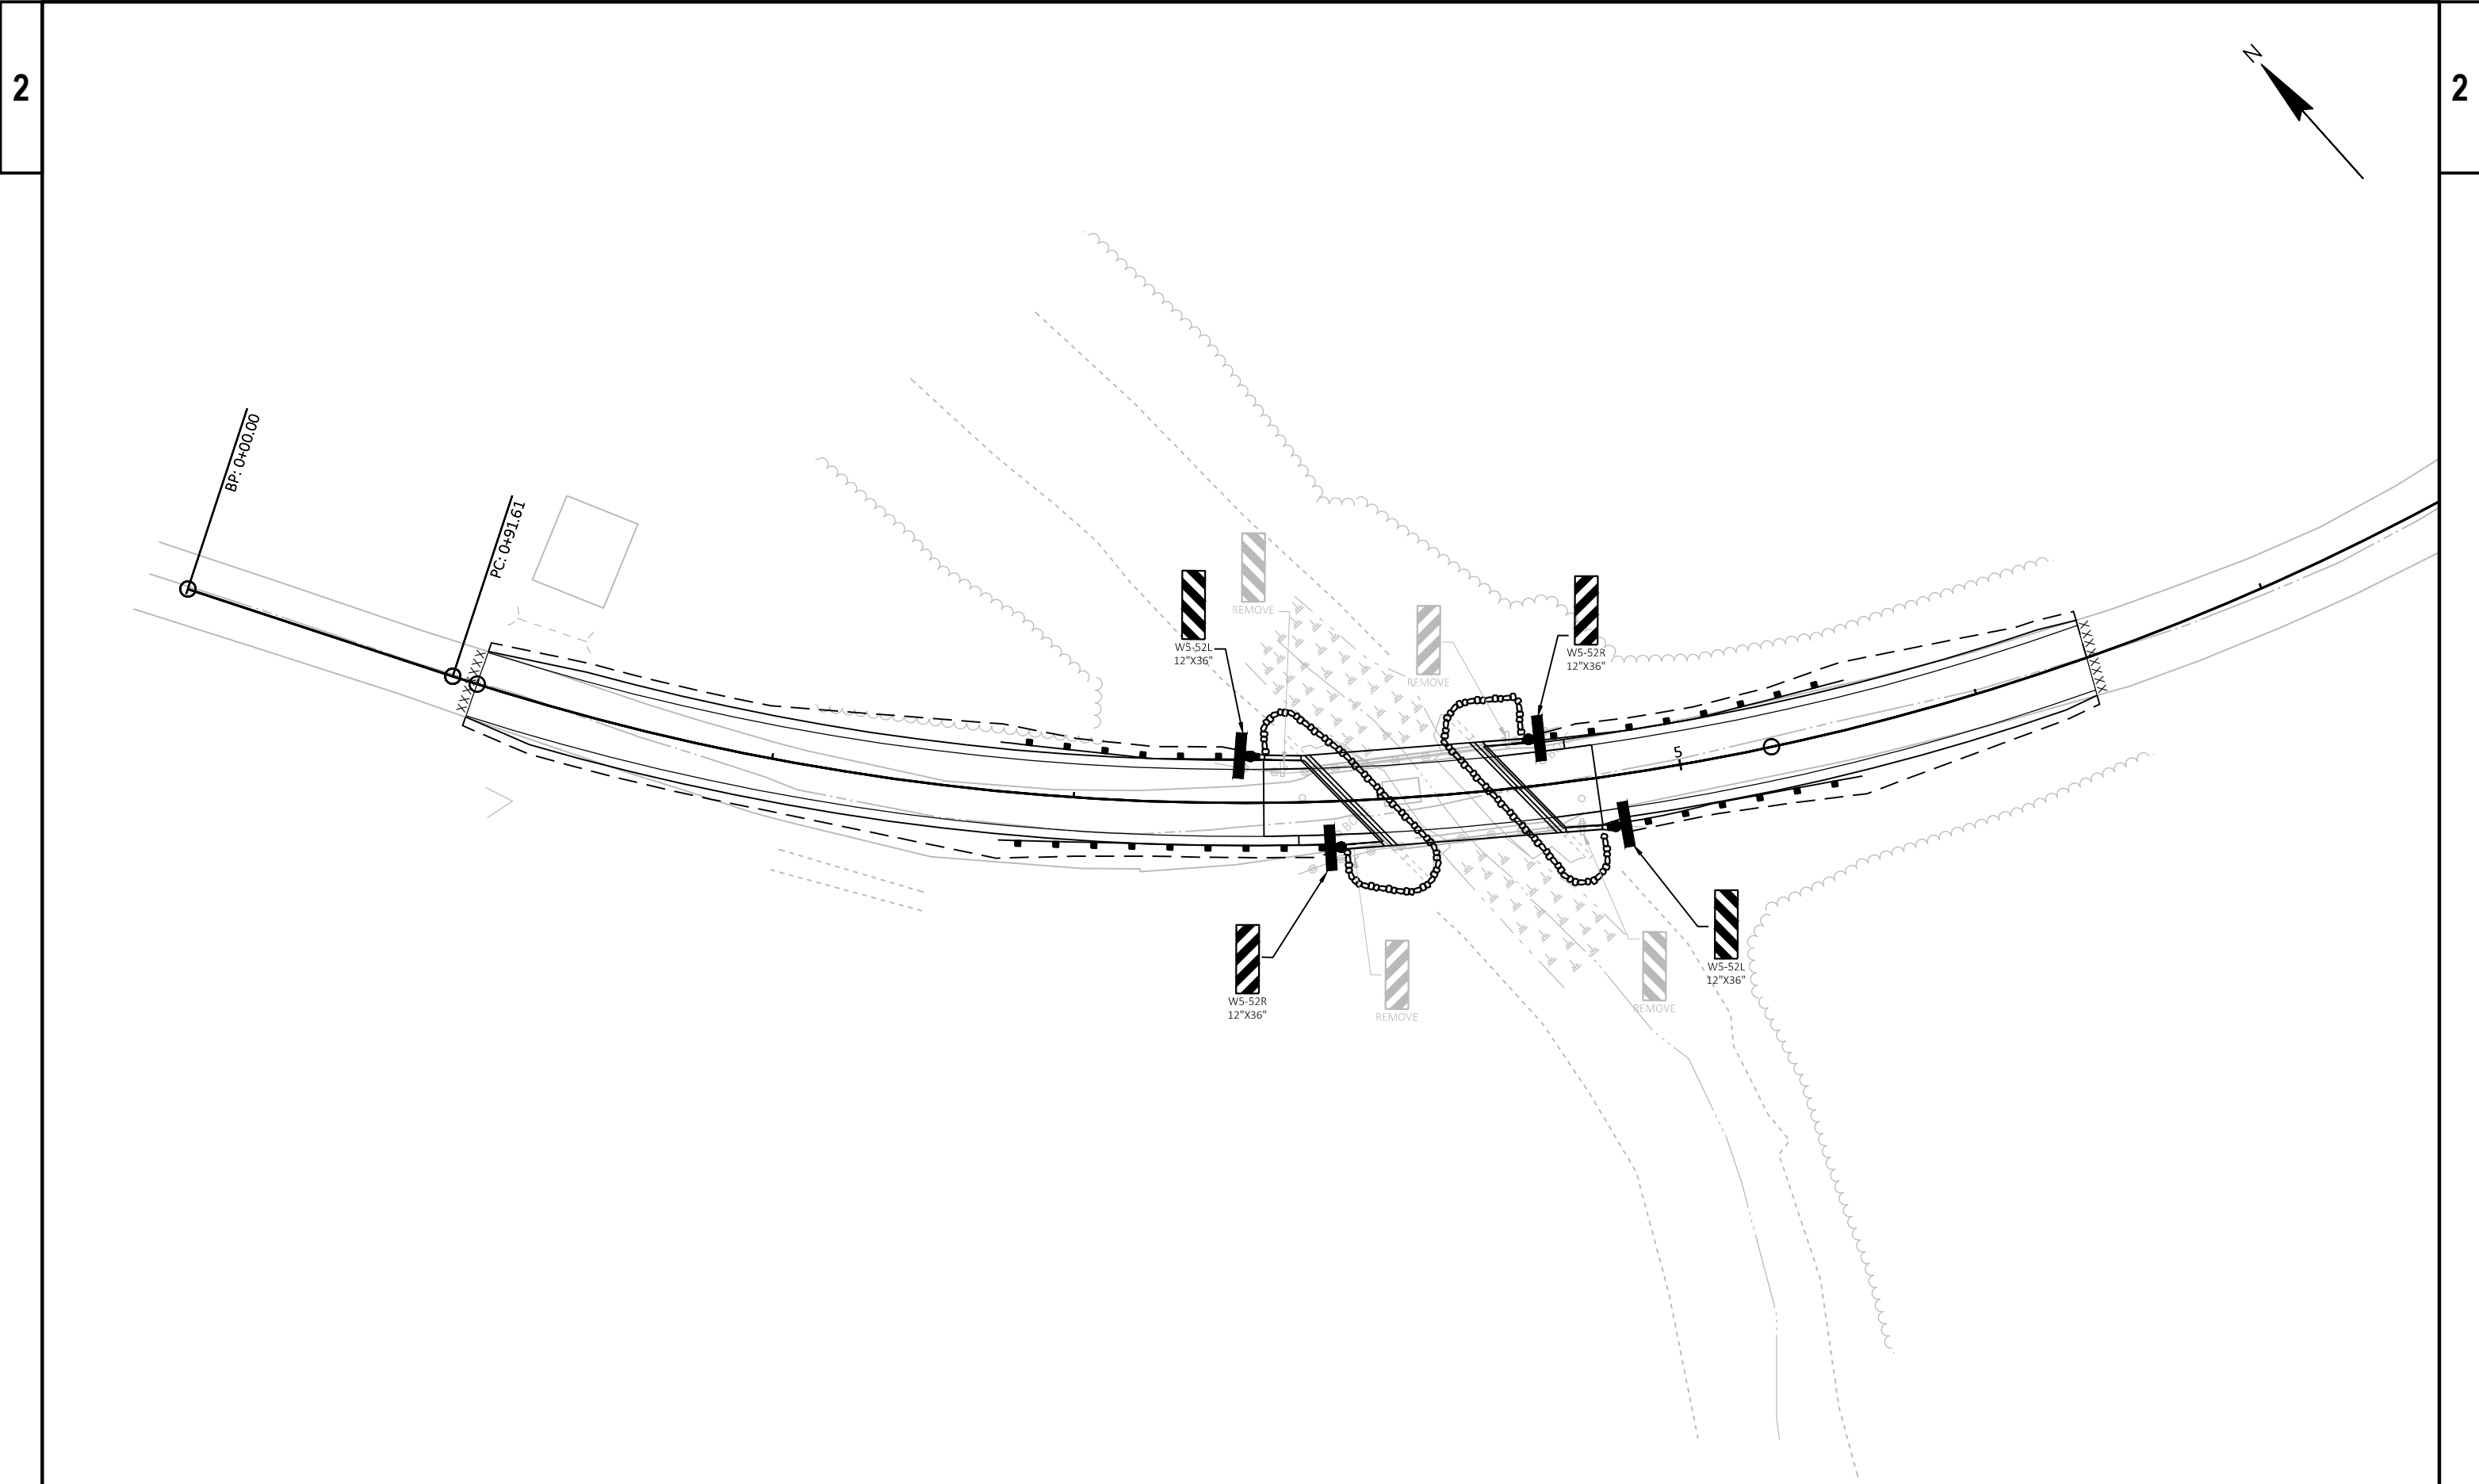 2
2
N
BP: 0+00.00
PC: 0+91.61
REMOVE
W5-52L
12"X36"
REMOVE
W5-52R
12"X36"
5
W5-52R
12"X36"
REMOVE
REMOVE
W5-52L
12"X36"